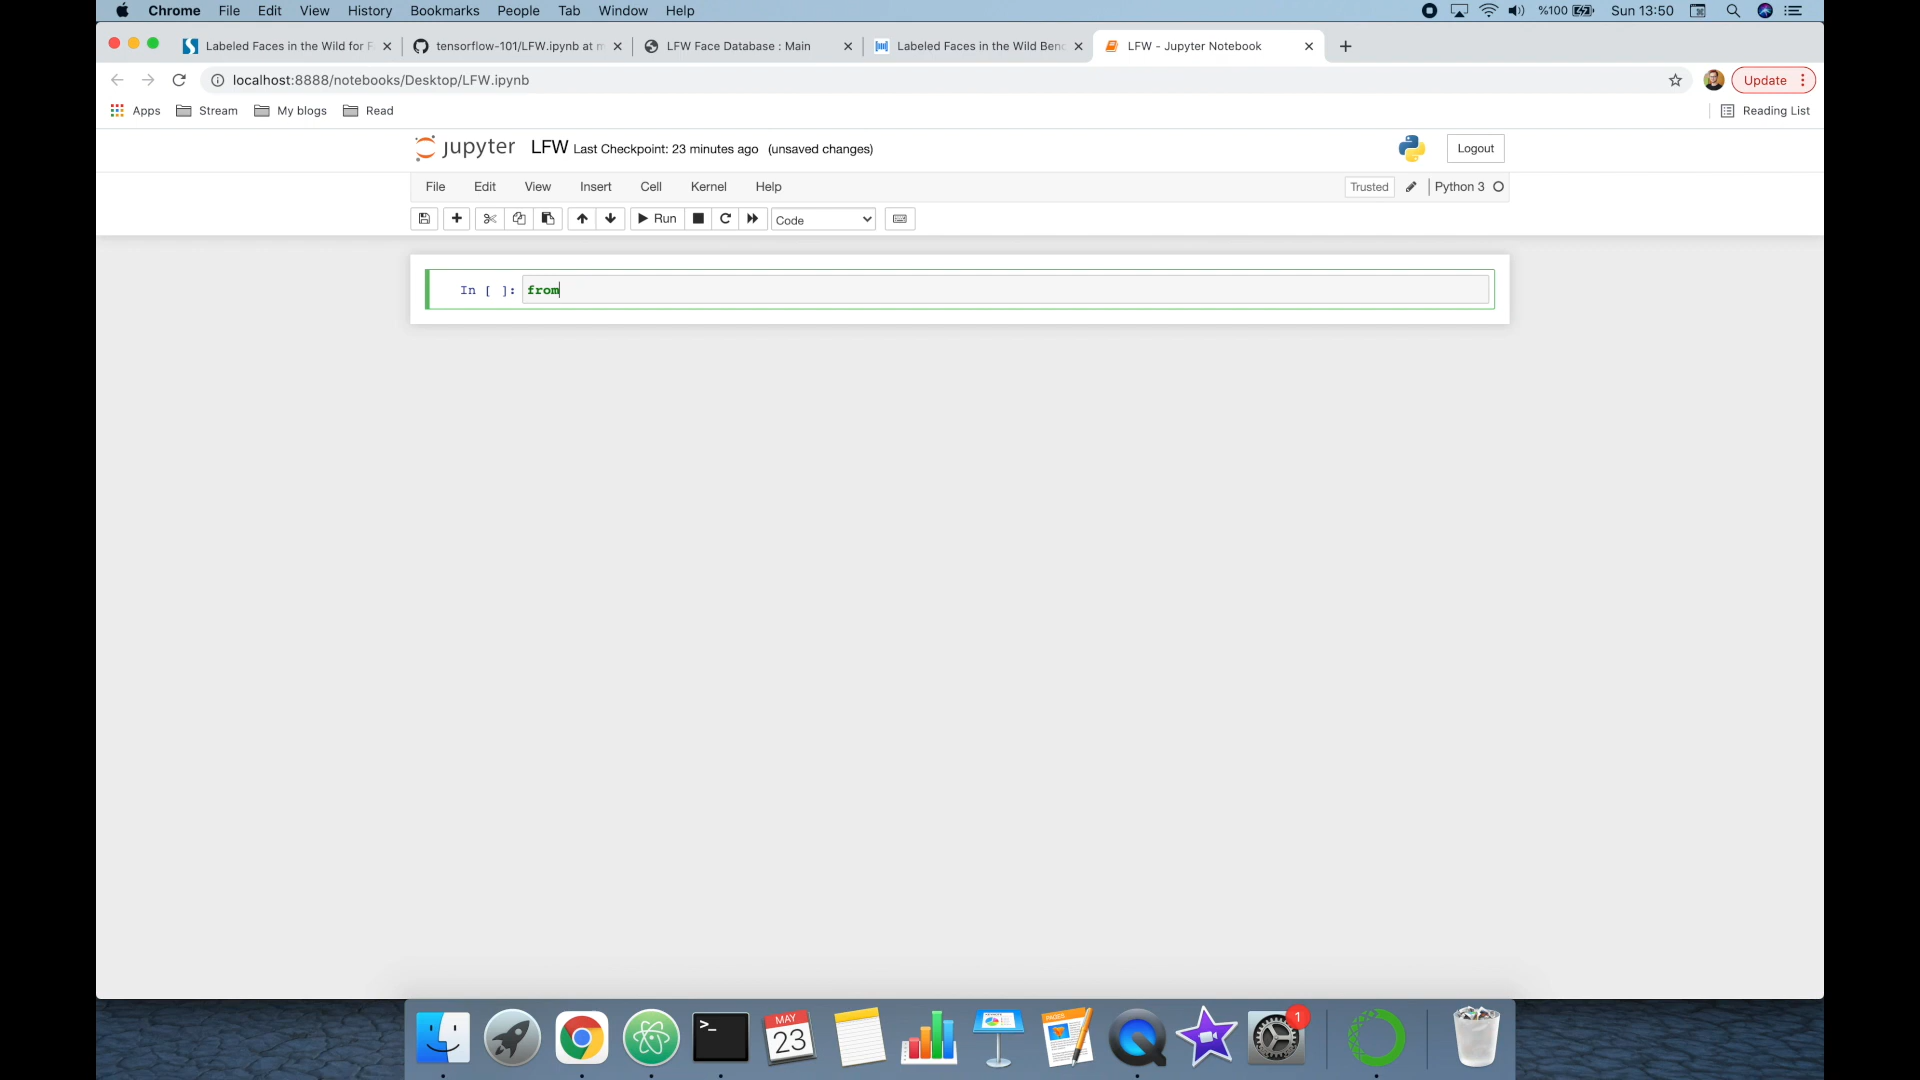 Chrome File Edit View History Bookmarks People Tab Window Help %100 Sun 13:50
Labeled Faces in the Wild for F tensorflow-101/LFW.ipynb at m LFW Face Database : Main Labeled Faces in the Wild Benc LFW - Jupyter Notebook
localhost:8888/notebooks/Desktop/LFW.ipynb Update
Apps Stream My blogs Read Reading List
jupyter LFW Last Checkpoint: 23 minutes ago (unsaved changes) Logout
File Edit View Insert Cell Kernel Help Trusted Python 3
Run Code
In [ ]: from
MAY
23
PAGES
1